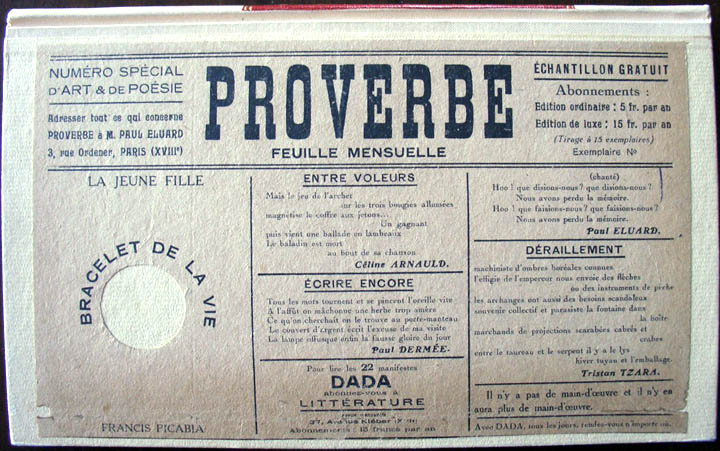 NUMÉRO SPÉCIAL
D'ART & DE POÉSIE
Adresser tout ce qui concerne
PROVERBE à M. PAUL ELUARD
3, rue Ordener, PARIS (XVIIIe)
PROVERBE
FEUILLE MENSUELLE
ÉCHANTILLON GRATUIT
Abonnements :
Edition ordinaire : 5 fr. par an
Edition de luxe : 15 fr. par an
(Tirage à 15 exemplaires)
Exemplaire No
LA JEUNE FILLE
BRACELET DE LA VIE
FRANCIS PICABIA
ENTRE VOLEURS
Mais le jeu de l'archer
sur les trois bougies allumées
magnétise le coffre aux jetons...
Un gagnant
puis vient une ballade en lambeaux
Le baladin est mort
au bout de sa chanson
Céline ARNAULD.
ÉCRIRE ENCORE
Tous les mots tournent et se pincent l'oreille vite
A l'affût on mâchonne une herbe trop amère
Ce qu'on cherchait on le trouve au porte-manteau
Le couvert d'argent écrit l'excuse de ma visite
La lampe offusque enfin la fausse gloire du jour
Paul DERMÉE.
Pour lire les 22 manifestes
DADA
abonnez-vous à
LITTÉRATURE
37, Avenue Kléber
Abonnements : 15 francs par an
(chanté)
Hoo ! que disions-nous ? que disions-nous ?
Nous avons perdu la mémoire.
Hoo ! que faisions-nous ? que faisions-nous ?
Nous avons perdu la mémoire.
Paul ELUARD.
DÉRAILLEMENT
machiniste d'ombres boréales connues
l'effigie de l'empereur nous envoie des flèches
ou des instruments de pêche
les archanges ont aussi des besoins scandaleux
souvenir collectif et parasite la fontaine dans
la boîte
marchands de projections scarabées cabrés et
crabes
entre le taureau et le serpent il y a le lys
hiver tuyau et l'emballage.
Tristan TZARA.
Il n'y a pas de main-d'œuvre et il n'y en
aura plus de main-d'œuvre.
Avec DADA, tous les jours, rendez-vous n'importe où.